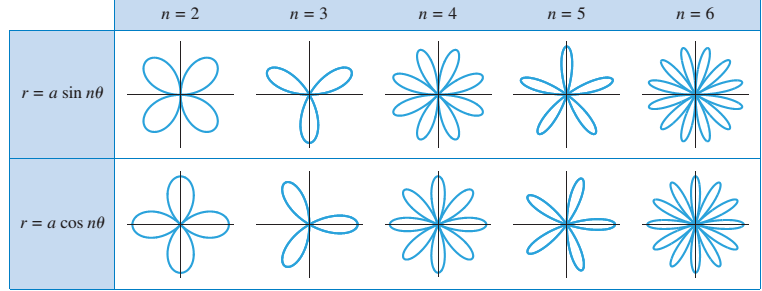 n = 2 n = 3 n = 4 n = 5 n = 6
r = a sin nθ
r = a cos nθ